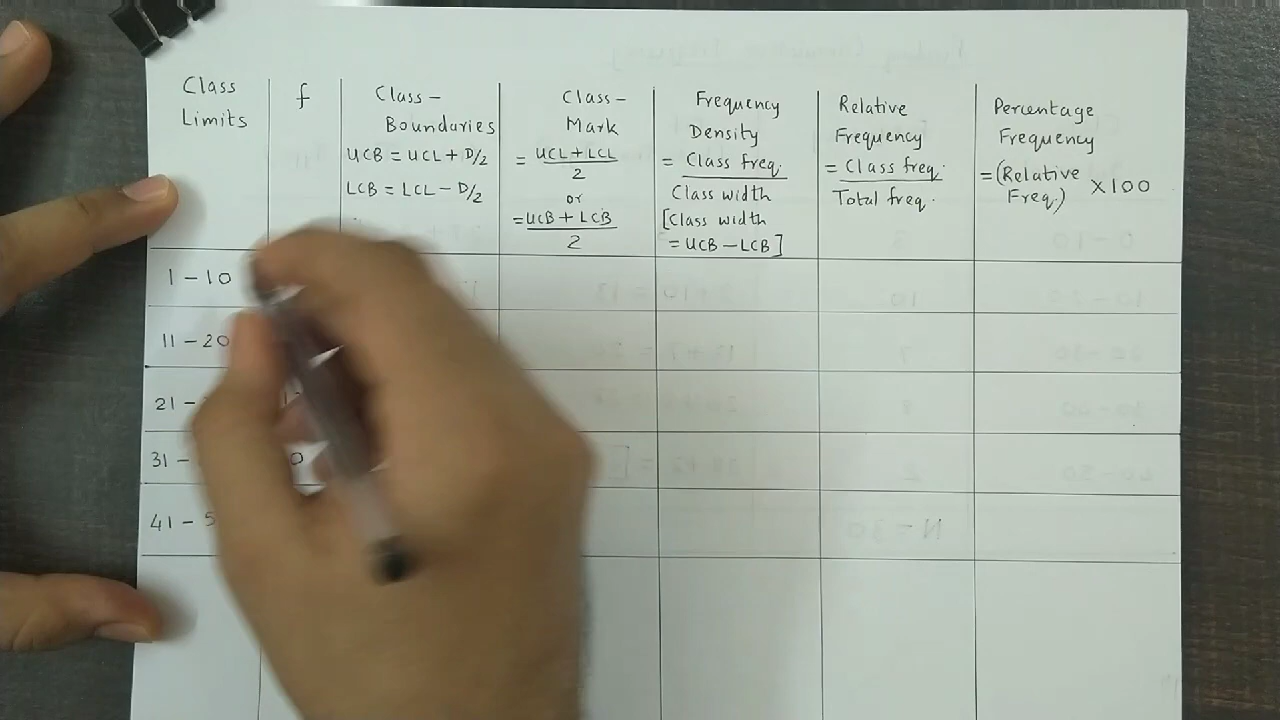 Class
Limits
f
Class-
Boundaries
UCB = UCL + D/2
LCB = LCL - D/2
Class-
Mark
= UCL + LCL
2
or
= UCB + LCB
2
Frequency
Density
= Class freq.
Class width
[Class width
= UCB - LCB]
Relative
Frequency
= Class freq.
Total freq.
Percentage
Frequency
= (Relative Freq.) X 100
1 - 10
11 - 20
21 -
31 -
41 - 5